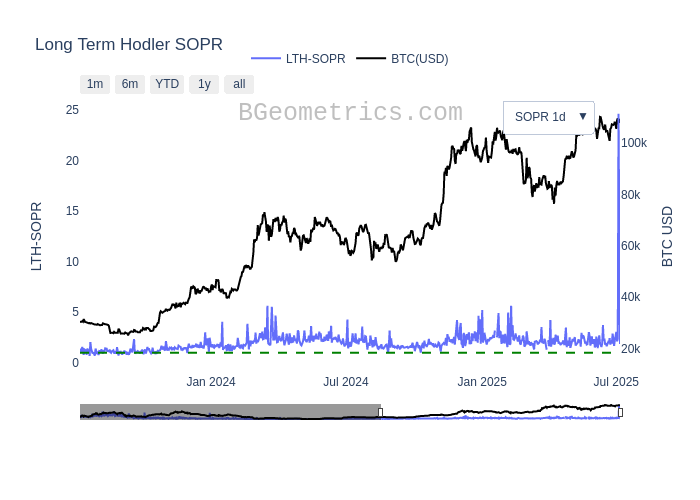 Long Term Hodler SOPR
LTH-SOPR
BTC(USD)
1m
6m
YTD
1y
all
BGeometrics.com
SOPR 1d
25
20
15
10
5
0
LTH-SOPR
100k
80k
60k
40k
20k
BTC USD
Jan 2024
Jul 2024
Jan 2025
Jul 2025